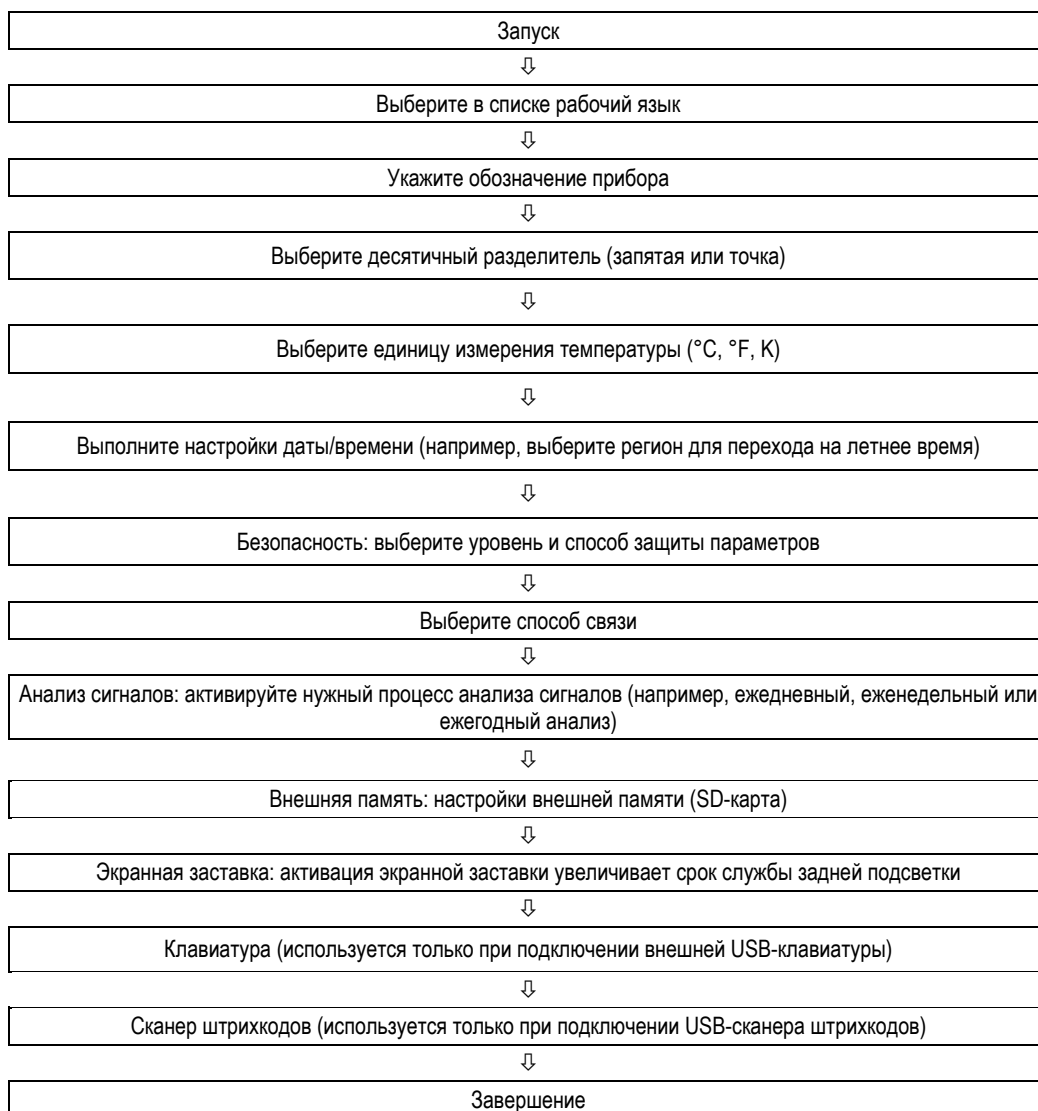 Запуск
⇩
Выберите в списке рабочий язык
⇩
Укажите обозначение прибора
⇩
Выберите десятичный разделитель (запятая или точка)
⇩
Выберите единицу измерения температуры (°C, °F, K)
⇩
Выполните настройки даты/времени (например, выберите регион для перехода на летнее время)
⇩
Безопасность: выберите уровень и способ защиты параметров
⇩
Выберите способ связи
⇩
Анализ сигналов: активируйте нужный процесс анализа сигналов (например, ежедневный, еженедельный или
ежегодный анализ)
⇩
Внешняя память: настройки внешней памяти (SD-карта)
⇩
Экранная заставка: активация экранной заставки увеличивает срок службы задней подсветки
⇩
Клавиатура (используется только при подключении внешней USB-клавиатуры)
⇩
Сканер штрихкодов (используется только при подключении USB-сканера штрихкодов)
⇩
Завершение